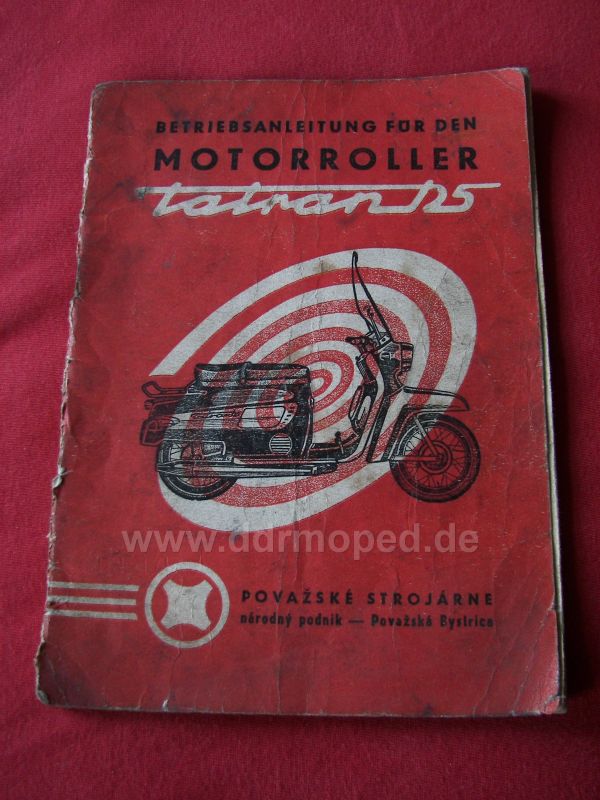 BETRIEBSANLEITUNG FÜR DEN
MOTORROLLER
tatran 125
www.ddrmoped.de
POVAŽSKÉ STROJÁRNE
národný podnik — Považská Bystrica